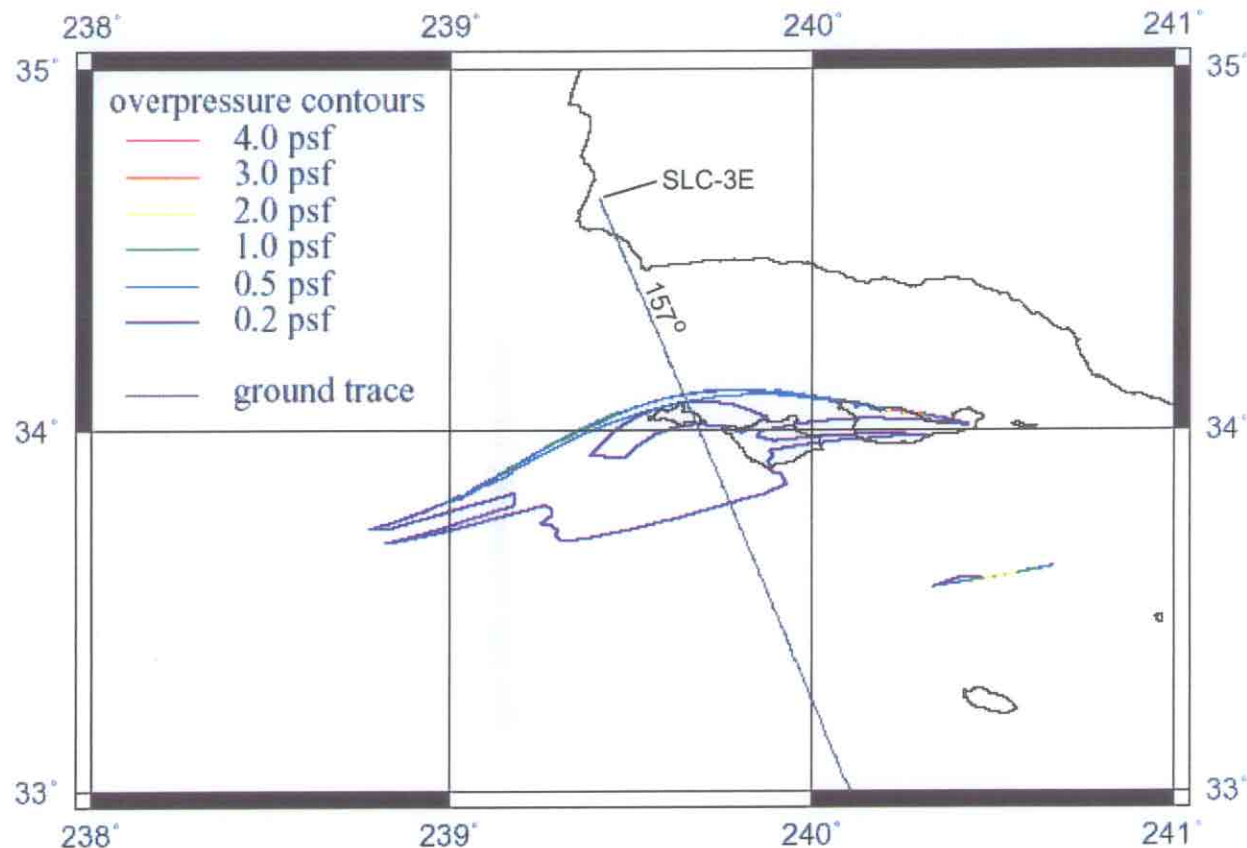 238° 239° 240° 241°
35° 35°
overpressure contours
4.0 psf
3.0 psf
2.0 psf
1.0 psf
0.5 psf
0.2 psf
ground trace
SLC-3E
157°
34° 34°
33° 33°
238° 239° 240° 241°